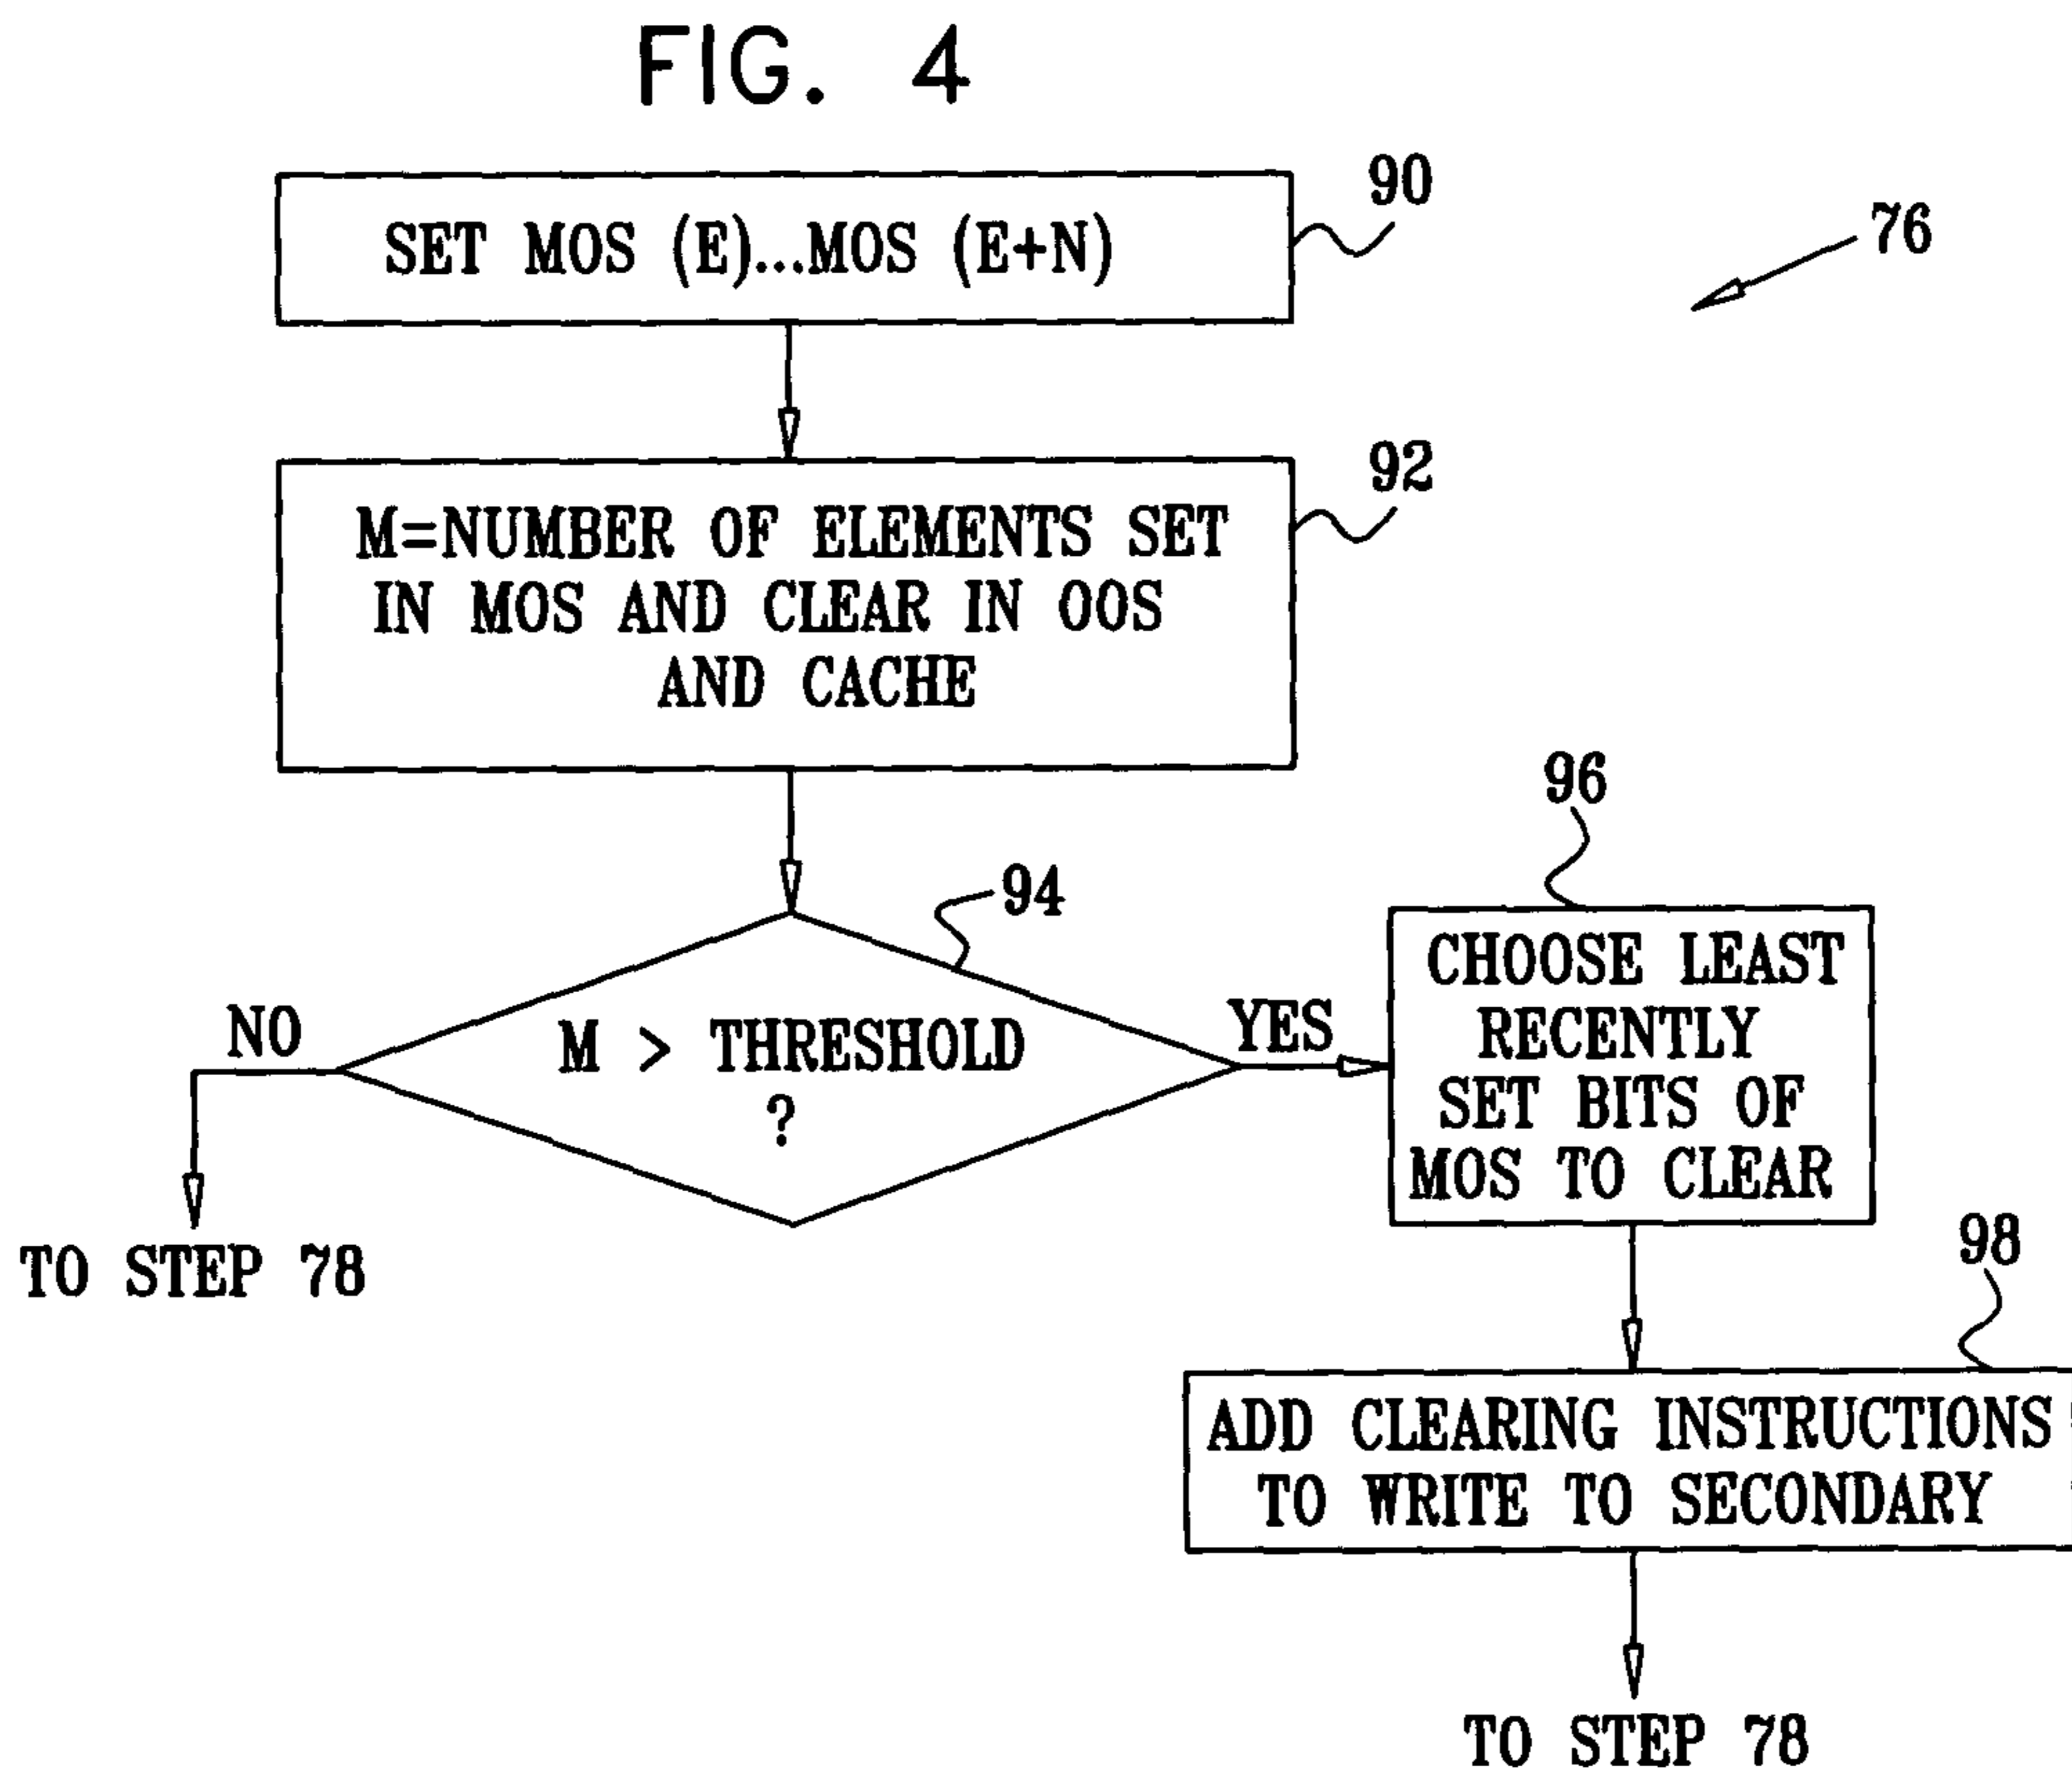 FIG. 4
90
SET MOS (E)...MOS (E+N)
76
92
M=NUMBER OF ELEMENTS SET
IN MOS AND CLEAR IN OOS
AND CACHE
96
94
CHOOSE LEAST
RECENTLY
SET BITS OF
MOS TO CLEAR
NO
M > THRESHOLD
?
YES
TO STEP 78
98
ADD CLEARING INSTRUCTIONS
TO WRITE TO SECONDARY
TO STEP 78